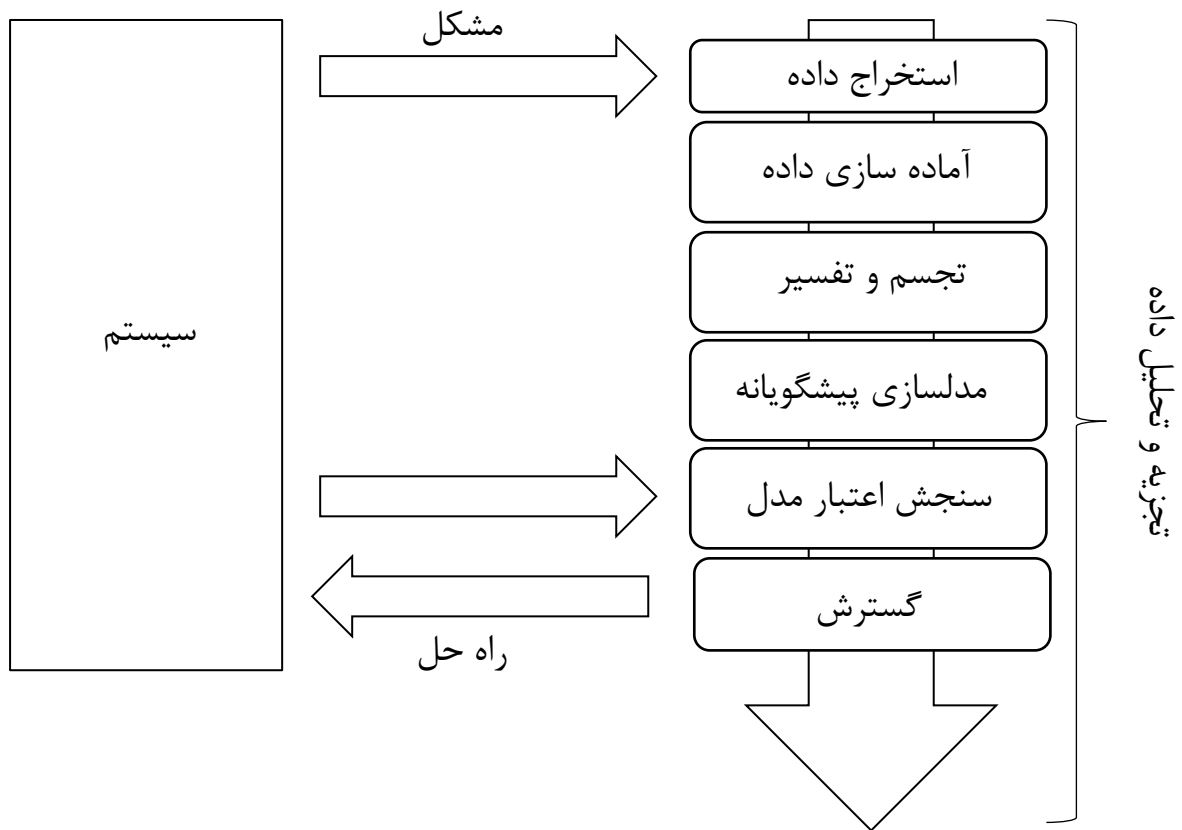 مشکل
استخراج داده
آماده سازی داده
تجسم و تفسیر
سیستم
مدلسازی پیشگویانه
سنجش اعتبار مدل
گسترش
راه حل
تجزیه و تحلیل داده